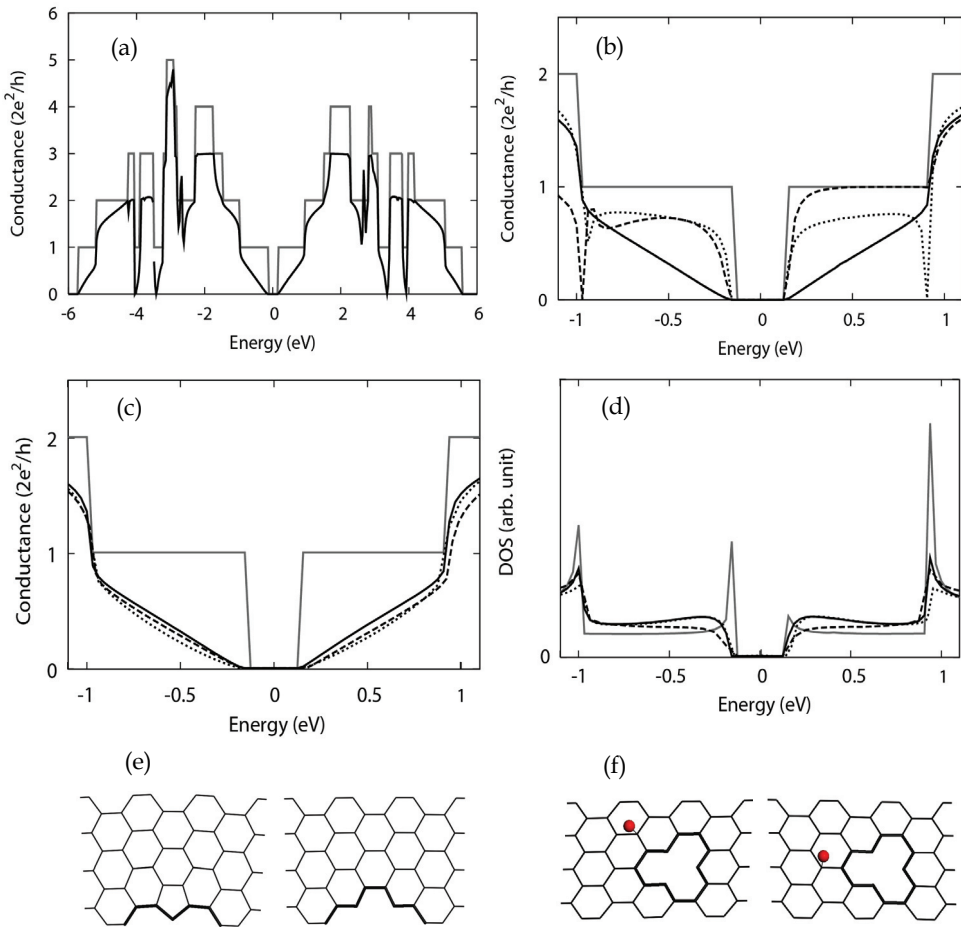 (a)
Conductance (2e²/h)
6
5
4
3
2
1
0
-6 -4 -2 0 2 4 6
Energy (eV)
(b)
Conductance (2e²/h)
2
1
0
-1 -0.5 0 0.5 1
Energy (eV)
(c)
Conductance (2e²/h)
2
1
0
-1 -0.5 0 0.5 1
Energy (eV)
(d)
DOS (arb. unit)
0
-1 -0.5 0 0.5 1
Energy (eV)
(e)
(f)